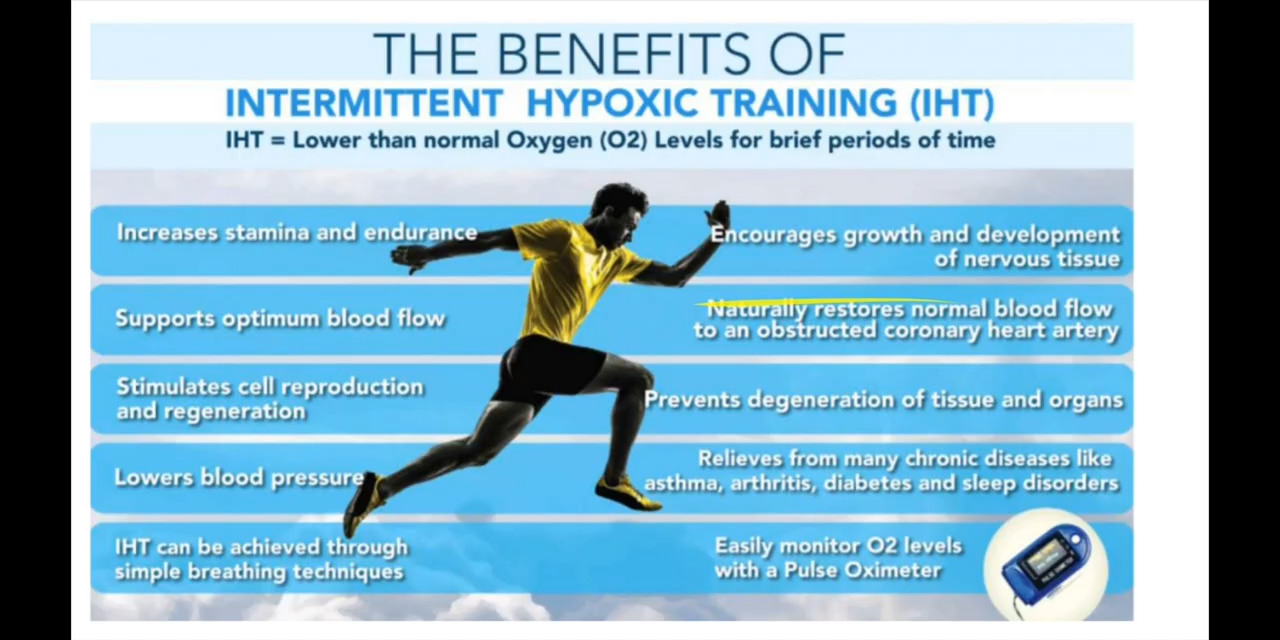 THE BENEFITS OF
INTERMITTENT HYPOXIC TRAINING (IHT)
IHT = Lower than normal Oxygen (O2) Levels for brief periods of time
Increases stamina and endurance
Supports optimum blood flow
Stimulates cell reproduction
and regeneration
Lowers blood pressure
IHT can be achieved through
simple breathing techniques
Encourages growth and development
of nervous tissue
Naturally restores normal blood flow
to an obstructed coronary heart artery
Prevents degeneration of tissue and organs
Relieves from many chronic diseases like
asthma, arthritis, diabetes and sleep disorders
Easily monitor O2 levels
with a Pulse Oximeter